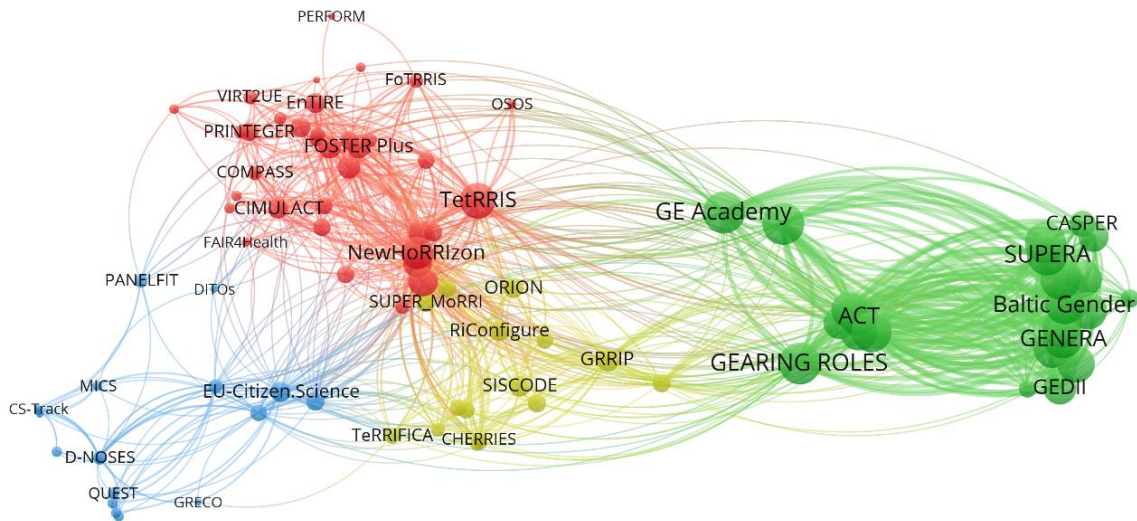 PERFORM
FoTRRIS
VIRT2UE
EnTIRE
OSOS
PRINTEGER
FOSTER Plus
COMPASS
TetRRIS
CIMULACT
GE Academy
CASPER
FAIR4Health
NewHoRRIzon
SUPERA
PANELFIT
DITOs
ORION
SUPER_MoRRI
Baltic Gender
ACT
RiConfigure
GENERA
GRRIP
GEARING ROLES
MICS
EU-Citizen.Science
SISCODE
GEDII
CS-Track
TeRRIFICA
CHERRIES
D-NOSES
QUEST
GRECO